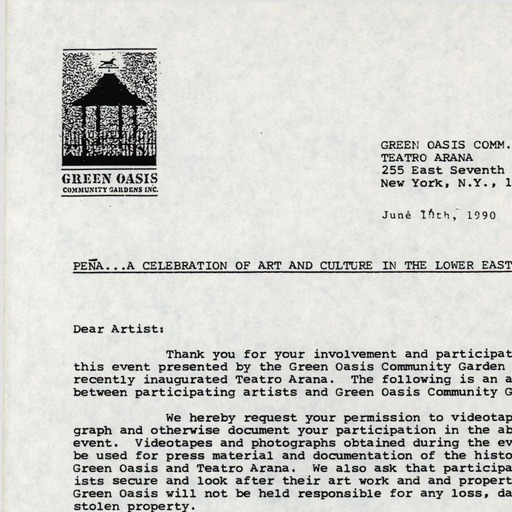 GREEN OASIS
COMMUNITY GARDENS INC.
GREEN OASIS COMM.
TEATRO ARANA
255 East Seventh
New York, N.Y., 1
June 10th, 1990
PEÑA...A CELEBRATION OF ART AND CULTURE IN THE LOWER EAST
Dear Artist:
Thank you for your involvement and participat
this event presented by the Green Oasis Community Garden
recently inaugurated Teatro Arana. The following is an a
between participating artists and Green Oasis Community G
We hereby request your permission to videotap
graph and otherwise document your participation in the ab
event. Videotapes and photographs obtained during the ev
be used for press material and documentation of the histo
Green Oasis and Teatro Arana. We also ask that participa
ists secure and look after their art work and and propert
Green Oasis will not be held responsible for any loss, da
stolen property.